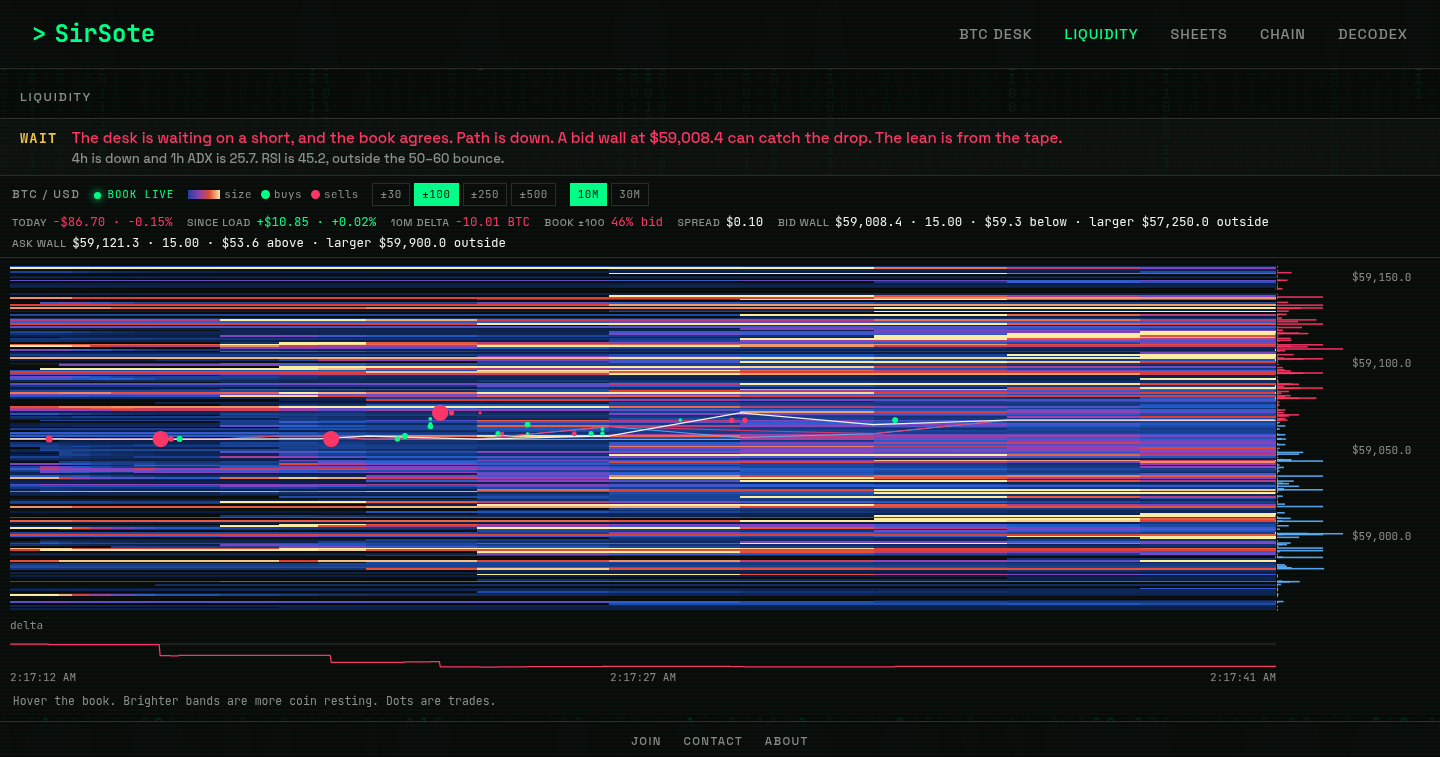 > SirSote
BTC DESK LIQUIDITY SHEETS CHAIN DECODEX
LIQUIDITY
WAIT The desk is waiting on a short, and the book agrees. Path is down. A bid wall at $59,008.4 can catch the drop. The lean is from the tape.
4h is down and 1h ADX is 25.7. RSI is 45.2, outside the 50–60 bounce.
BTC / USD BOOK LIVE size buys sells ±30 ±100 ±250 ±500 10M 30M
TODAY -$86.70 · -0.15% SINCE LOAD +$10.85 · +0.02% 10M DELTA -10.01 BTC BOOK ±100 46% bid SPREAD $0.10 BID WALL $59,008.4 · 15.00 · $59.3 below · larger $57,250.0 outside
ASK WALL $59,121.3 · 15.00 · $53.6 above · larger $59,900.0 outside
$59,150.0
$59,100.0
$59,050.0
$59,000.0
delta
2:17:12 AM 2:17:27 AM 2:17:41 AM
Hover the book. Brighter bands are more coin resting. Dots are trades.
JOIN CONTACT ABOUT